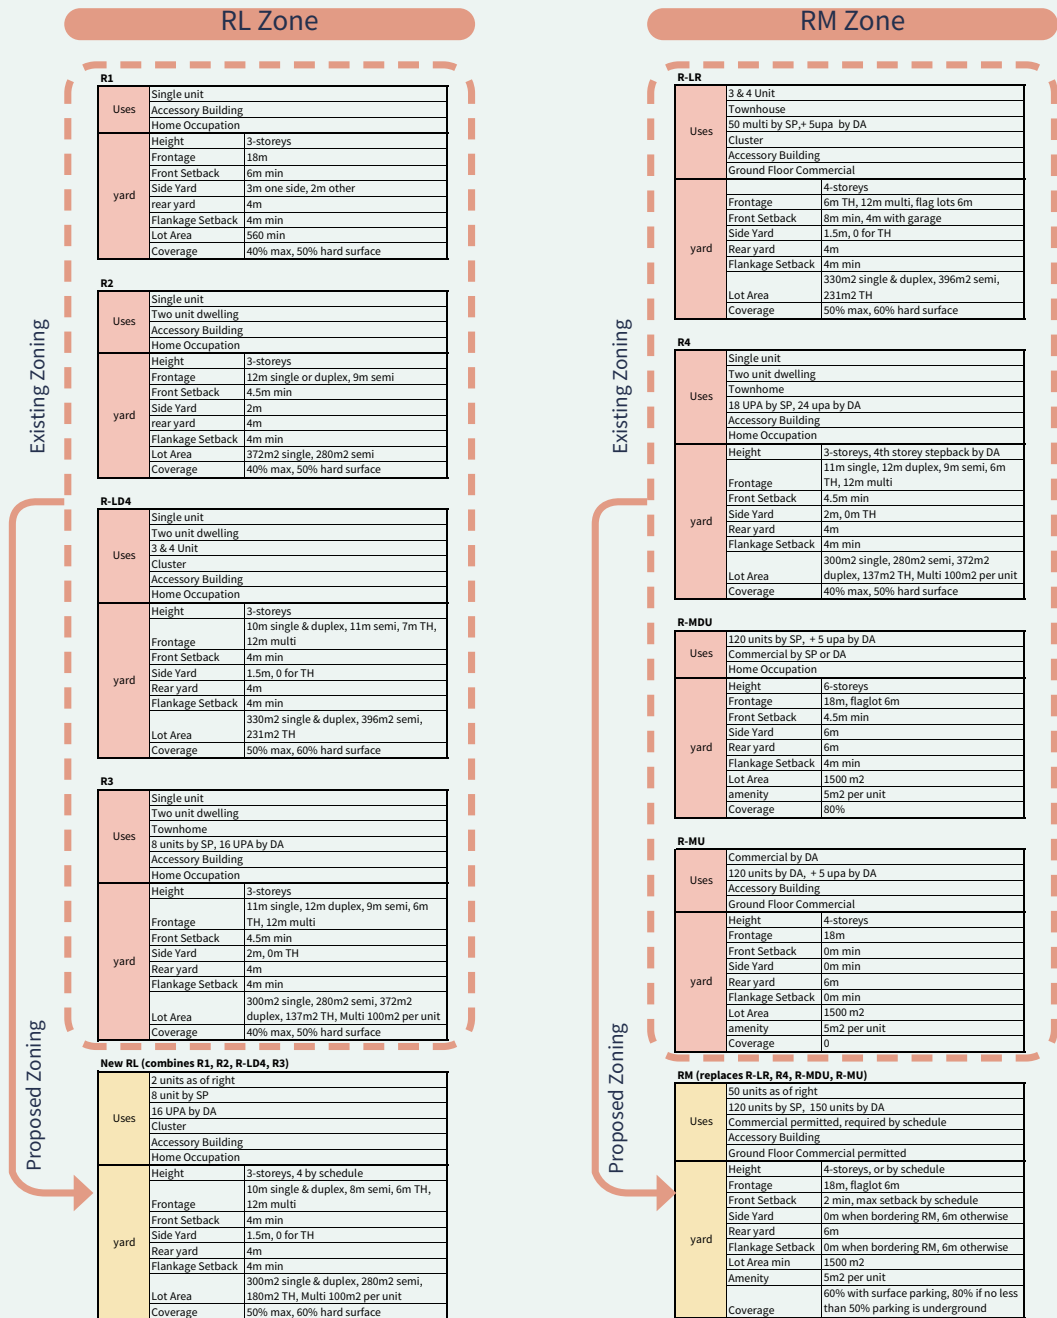 RL Zone
Existing Zoning
Proposed Zoning
R1
Uses
Single unit
Accessory Building
Home Occupation
yard
Height 3-storeys
Frontage 18m
Front Setback 6m min
Side Yard 3m one side, 2m other
rear yard 4m
Flankage Setback 4m min
Lot Area 560 min
Coverage 40% max, 50% hard surface
R2
Uses
Single unit
Two unit dwelling
Accessory Building
Home Occupation
yard
Height 3-storeys
Frontage 12m single or duplex, 9m semi
Front Setback 4.5m min
Side Yard 2m
rear yard 4m
Flankage Setback 4m min
Lot Area 372m2 single, 280m2 semi
Coverage 40% max, 50% hard surface
R-LD4
Uses
Single unit
Two unit dwelling
3 & 4 Unit
Cluster
Accessory Building
Home Occupation
yard
Height 3-storeys
10m single & duplex, 11m semi, 7m TH,
Frontage 12m multi
Front Setback 4m min
Side Yard 1.5m, 0 for TH
Rear yard 4m
Flankage Setback 4m min
330m2 single & duplex, 396m2 semi,
Lot Area 231m2 TH
Coverage 50% max, 60% hard surface
R3
Uses
Single unit
Two unit dwelling
Townhome
8 units by SP, 16 UPA by DA
Accessory Building
Home Occupation
yard
Height 3-storeys
11m single, 12m duplex, 9m semi, 6m
Frontage TH, 12m multi
Front Setback 4.5m min
Side Yard 2m, 0m TH
Rear yard 4m
Flankage Setback 4m min
300m2 single, 280m2 semi, 372m2
Lot Area duplex, 137m2 TH, Multi 100m2 per unit
Coverage 40% max, 50% hard surface
New RL (combines R1, R2, R-LD4, R3)
Uses
2 units as of right
8 unit by SP
16 UPA by DA
Cluster
Accessory Building
Home Occupation
yard
Height 3-storeys, 4 by schedule
10m single & duplex, 8m semi, 6m TH,
Frontage 12m multi
Front Setback 4m min
Side Yard 1.5m, 0 for TH
Rear yard 4m
Flankage Setback 4m min
300m2 single & duplex, 280m2 semi,
Lot Area 180m2 TH, Multi 100m2 per unit
Coverage 50% max, 60% hard surface
RM Zone
Existing Zoning
Proposed Zoning
R-LR
Uses
3 & 4 Unit
Townhouse
50 multi by SP,+ 5upa by DA
Cluster
Accessory Building
Ground Floor Commercial
yard
4-storeys
Frontage 6m TH, 12m multi, flag lots 6m
Front Setback 8m min, 4m with garage
Side Yard 1.5m, 0 for TH
Rear yard 4m
Flankage Setback 4m min
330m2 single & duplex, 396m2 semi,
Lot Area 231m2 TH
Coverage 50% max, 60% hard surface
R4
Uses
Single unit
Two unit dwelling
Townhome
18 UPA by SP, 24 upa by DA
Accessory Building
Home Occupation
yard
Height 3-storeys, 4th storey stepback by DA
11m single, 12m duplex, 9m semi, 6m
Frontage TH, 12m multi
Front Setback 4.5m min
Side Yard 2m, 0m TH
Rear yard 4m
Flankage Setback 4m min
300m2 single, 280m2 semi, 372m2
Lot Area duplex, 137m2 TH, Multi 100m2 per unit
Coverage 40% max, 50% hard surface
R-MDU
Uses
120 units by SP, + 5 upa by DA
Commercial by SP or DA
Home Occupation
yard
Height 6-storeys
Frontage 18m, flaglot 6m
Front Setback 4.5m min
Side Yard 6m
Rear yard 6m
Flankage Setback 4m min
Lot Area 1500 m2
amenity 5m2 per unit
Coverage 80%
R-MU
Uses
Commercial by DA
120 units by DA, + 5 upa by DA
Accessory Building
Ground Floor Commercial
yard
Height 4-storeys
Frontage 18m
Front Setback 0m min
Side Yard 0m min
Rear yard 6m
Flankage Setback 0m min
Lot Area 1500 m2
amenity 5m2 per unit
Coverage 0
RM (replaces R-LR, R4, R-MDU, R-MU)
Uses
50 units as of right
120 units by SP, 150 units by DA
Commercial permitted, required by schedule
Accessory Building
Ground Floor Commercial permitted
yard
Height 4-storeys, or by schedule
Frontage 18m, flaglot 6m
Front Setback 2 min, max setback by schedule
Side Yard 0m when bordering RM, 6m otherwise
Rear yard 6m
Flankage Setback 0m when bordering RM, 6m otherwise
Lot Area min 1500 m2
Amenity 5m2 per unit
60% with surface parking, 80% if no less
Coverage than 50% parking is underground